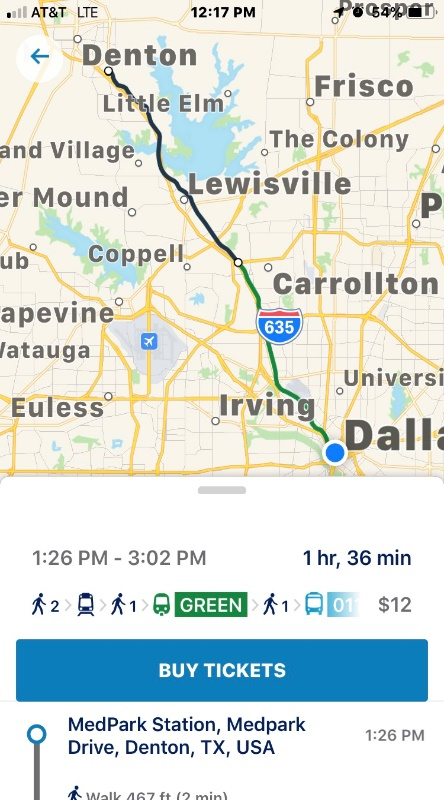 AT&T LTE 12:17 PM 54%
Prosper
Denton
Frisco
Little Elm
The Colony
and Village
Lewisville
er Mound
P
Coppell
ub
Carrollton
apevine
635
Watauga
Universi
Euless
Irving
Dalla
1:26 PM - 3:02 PM 1 hr, 36 min
2 > > 1 > GREEN > 1 > 01 $12
BUY TICKETS
MedPark Station, Medpark
Drive, Denton, TX, USA
1:26 PM
Walk 467 ft (2 min)